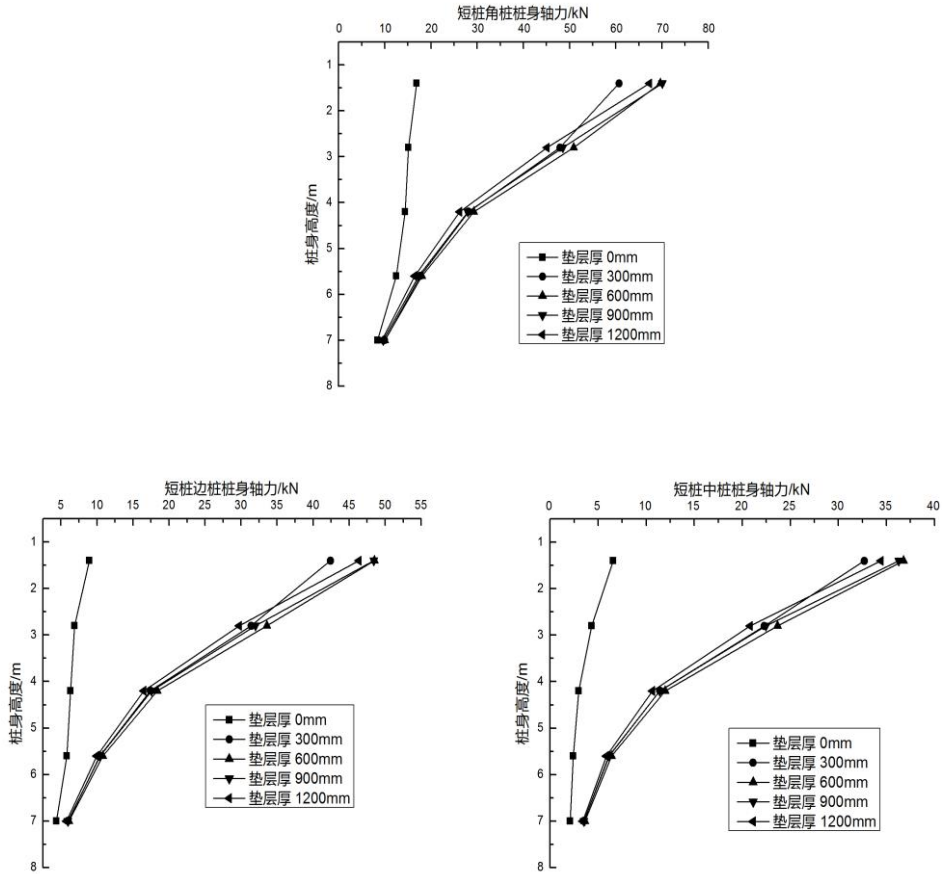 短桩角桩桩身轴力/kN
0 10 20 30 40 50 60 70 80
1
2
3
4
5
6
7
8
桩身高度/m
垫层厚 0mm
垫层厚 300mm
垫层厚 600mm
垫层厚 900mm
垫层厚 1200mm
短桩边桩桩身轴力/kN
5 10 15 20 25 30 35 40 45 50 55
1
2
3
4
5
6
7
8
桩身高度/m
垫层厚 0mm
垫层厚 300mm
垫层厚 600mm
垫层厚 900mm
垫层厚 1200mm
短桩中桩桩身轴力/kN
0 5 10 15 20 25 30 35 40
1
2
3
4
5
6
7
8
桩身高度/m
垫层厚 0mm
垫层厚 300mm
垫层厚 600mm
垫层厚 900mm
垫层厚 1200mm